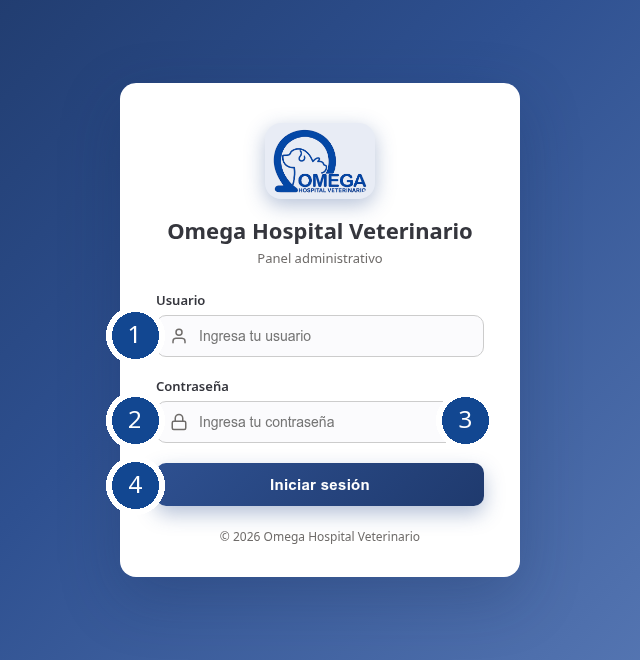 OMEGA
HOSPITAL VETERINARIO
Omega Hospital Veterinario
Panel administrativo
Usuario
1 Ingresa tu usuario
Contraseña
2 Ingresa tu contraseña 3
4 Iniciar sesión
© 2026 Omega Hospital Veterinario